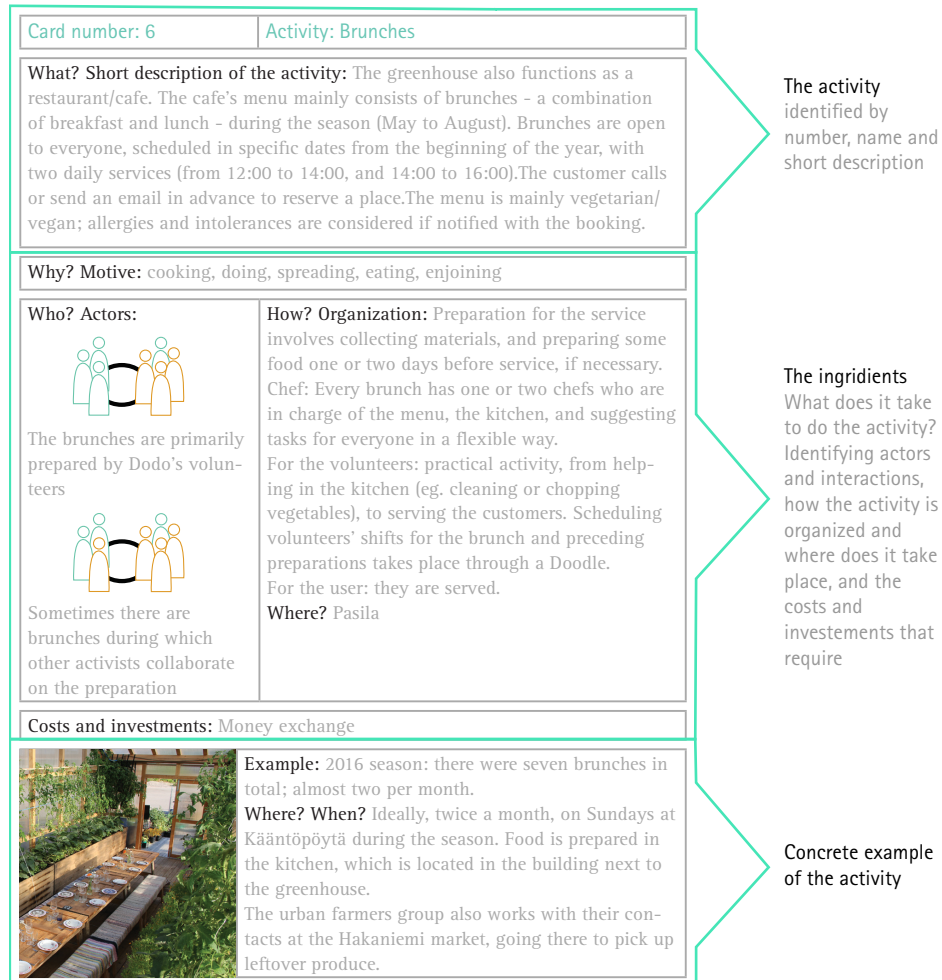 Card number: 6
Activity: Brunches
What? Short description of the activity: The greenhouse also functions as a
restaurant/cafe. The cafe's menu mainly consists of brunches - a combination
of breakfast and lunch - during the season (May to August). Brunches are open
to everyone, scheduled in specific dates from the beginning of the year, with
two daily services (from 12:00 to 14:00, and 14:00 to 16:00).The customer calls
or send an email in advance to reserve a place.The menu is mainly vegetarian/
vegan; allergies and intolerances are considered if notified with the booking.
The activity
identified by
number, name and
short description
Why? Motive: cooking, doing, spreading, eating, enjoining
Who? Actors:
The brunches are primarily
prepared by Dodo's volun-
teers
Sometimes there are
brunches during which
other activists collaborate
on the preparation
How? Organization: Preparation for the service
involves collecting materials, and preparing some
food one or two days before service, if necessary.
Chef: Every brunch has one or two chefs who are
in charge of the menu, the kitchen, and suggesting
tasks for everyone in a flexible way.
For the volunteers: practical activity, from help-
ing in the kitchen (eg. cleaning or chopping
vegetables), to serving the customers. Scheduling
volunteers' shifts for the brunch and preceding
preparations takes place through a Doodle.
For the user: they are served.
Where? Pasila
Costs and investments: Money exchange
The ingridients
What does it take
to do the activity?
Identifying actors
and interactions,
how the activity is
organized and
where does it take
place, and the
costs and
investements that
require
Example: 2016 season: there were seven brunches in
total; almost two per month.
Where? When? Ideally, twice a month, on Sundays at
Kääntöpöytä during the season. Food is prepared in
the kitchen, which is located in the building next to
the greenhouse.
The urban farmers group also works with their con-
tacts at the Hakaniemi market, going there to pick up
leftover produce.
Concrete example
of the activity